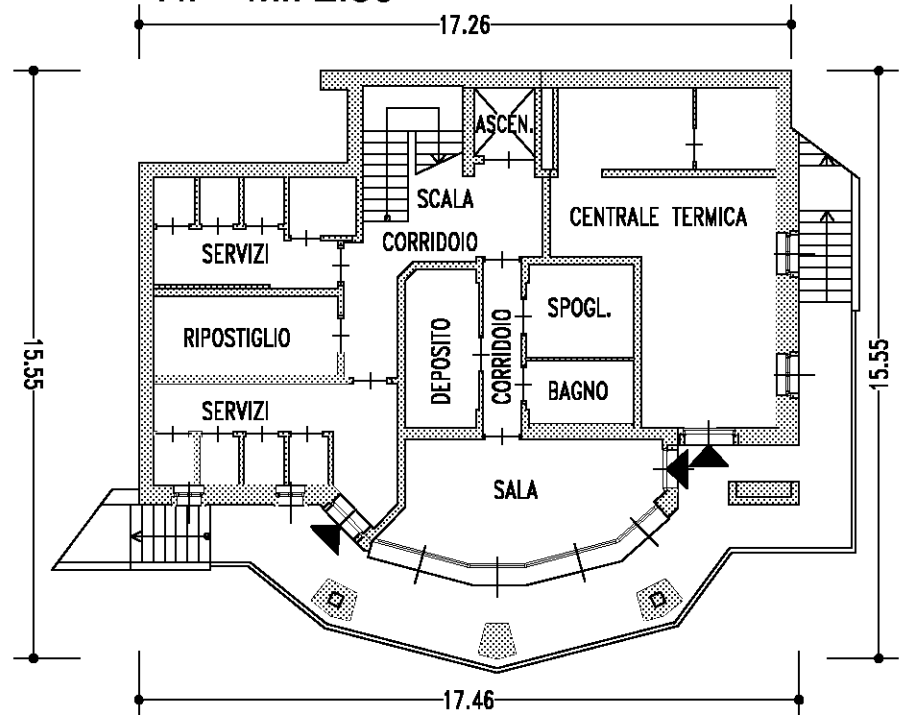 17.26
ASCEN.
SCALA
CENTRALE TERMICA
CORRIDOIO
SERVIZI
SPOGL.
RIPOSTIGLIO
DEPOSITO
CORRIDOIO
15.55
15.55
BAGNO
SERVIZI
SALA
17.46